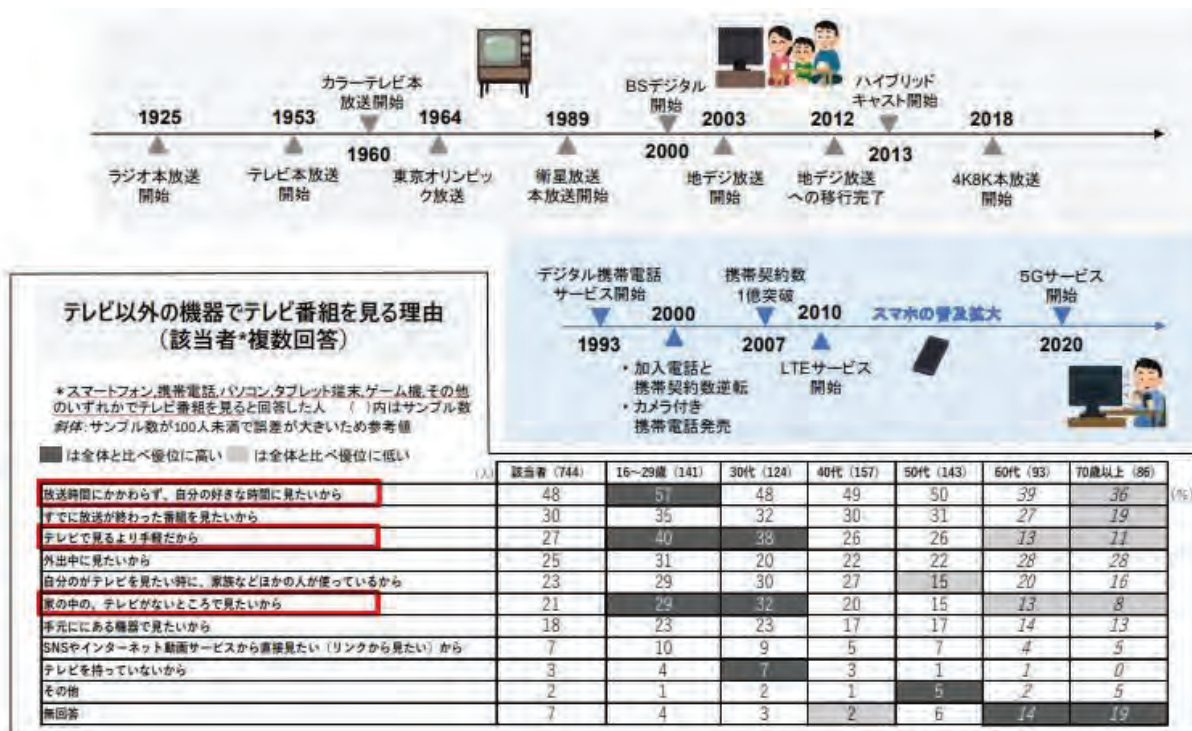 カラーテレビ本
放送開始
BSデジタル
開始
ハイブリッド
キャスト開始
1925
1953
1964
1989
2003
2012
2018
1960
2000
2013
ラジオ本放送
開始
テレビ本放送
開始
東京オリンピッ
ク放送
衛星放送
本放送開始
地デジ放送
開始
地デジ放送
への移行完了
4K8K本放送
開始
デジタル携帯電話
サービス開始
携帯契約数
1億突破
5Gサービス
開始
2000
2010
スマホの普及拡大
1993
2007
2020
・加入電話と
携帯契約数逆転
・カメラ付き
携帯電話発売
LTEサービス
開始
テレビ以外の機器でテレビ番組を見る理由
(該当者*複数回答)
*スマートフォン,携帯電話,パソコン,タブレット端末,ゲーム機,その他
のいずれかでテレビ番組を見ると回答した人 ( )内はサンプル数
斜体:サンプル数が100人未満で誤差が大きいため参考値
は全体と比べ優位に高い は全体と比べ優位に低い
(人) 該当者 (744) 16~29歳 (141) 30代 (124) 40代 (157) 50代 (143) 60代 (93) 70歳以上 (86)
放送時間にかかわらず、自分の好きな時間に見たいから 48 57 48 49 50 39 36 (%)
すでに放送が終わった番組を見たいから 30 35 32 30 31 27 19
テレビで見るより手軽だから 27 40 38 26 26 13 11
外出中に見たいから 25 31 20 22 22 28 28
自分のがテレビを見たい時に、家族などほかの人が使っているから 23 29 30 27 15 20 16
家の中の、テレビがないところで見たいから 21 29 32 20 15 13 8
手元ににある機器で見たいから 18 23 23 17 17 14 13
SNSやインターネット動画サービスから直接見たい(リンクから見たい)から 7 10 9 5 7 4 5
テレビを持っていないから 3 4 7 3 1 1 0
その他 2 1 2 1 5 2 5
無回答 7 4 3 2 6 14 19